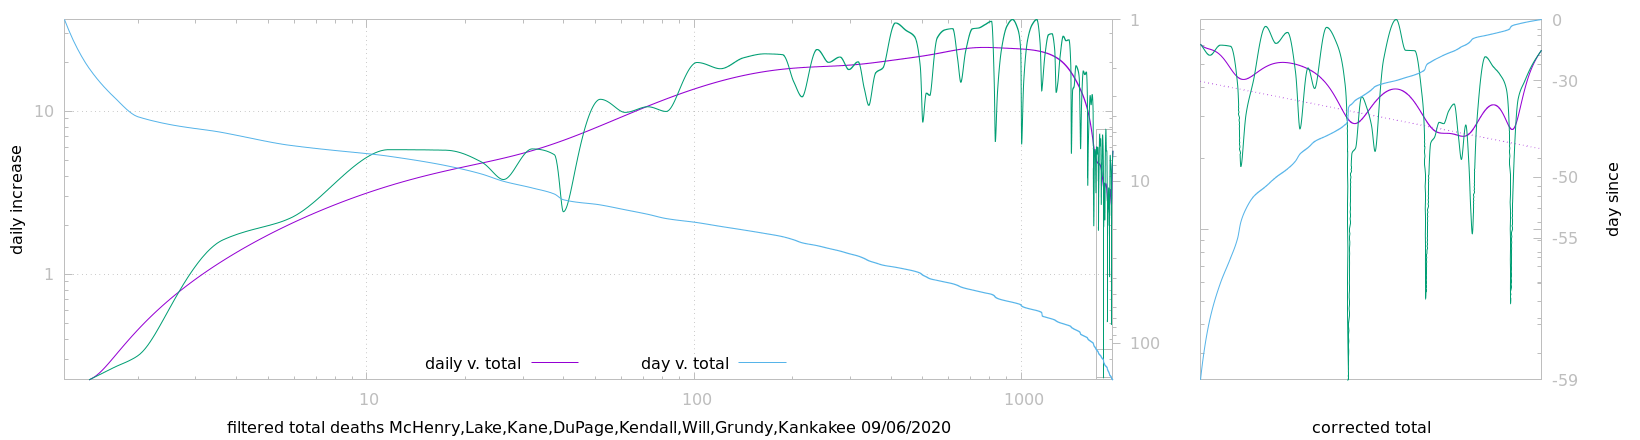 daily increase
10
1
daily v. total
day v. total
10
100
1000
filtered total deaths McHenry,Lake,Kane,DuPage,Kendall,Will,Grundy,Kankakee 09/06/2020
1
10
100
0
-30
-50
-55
-59
day since
corrected total